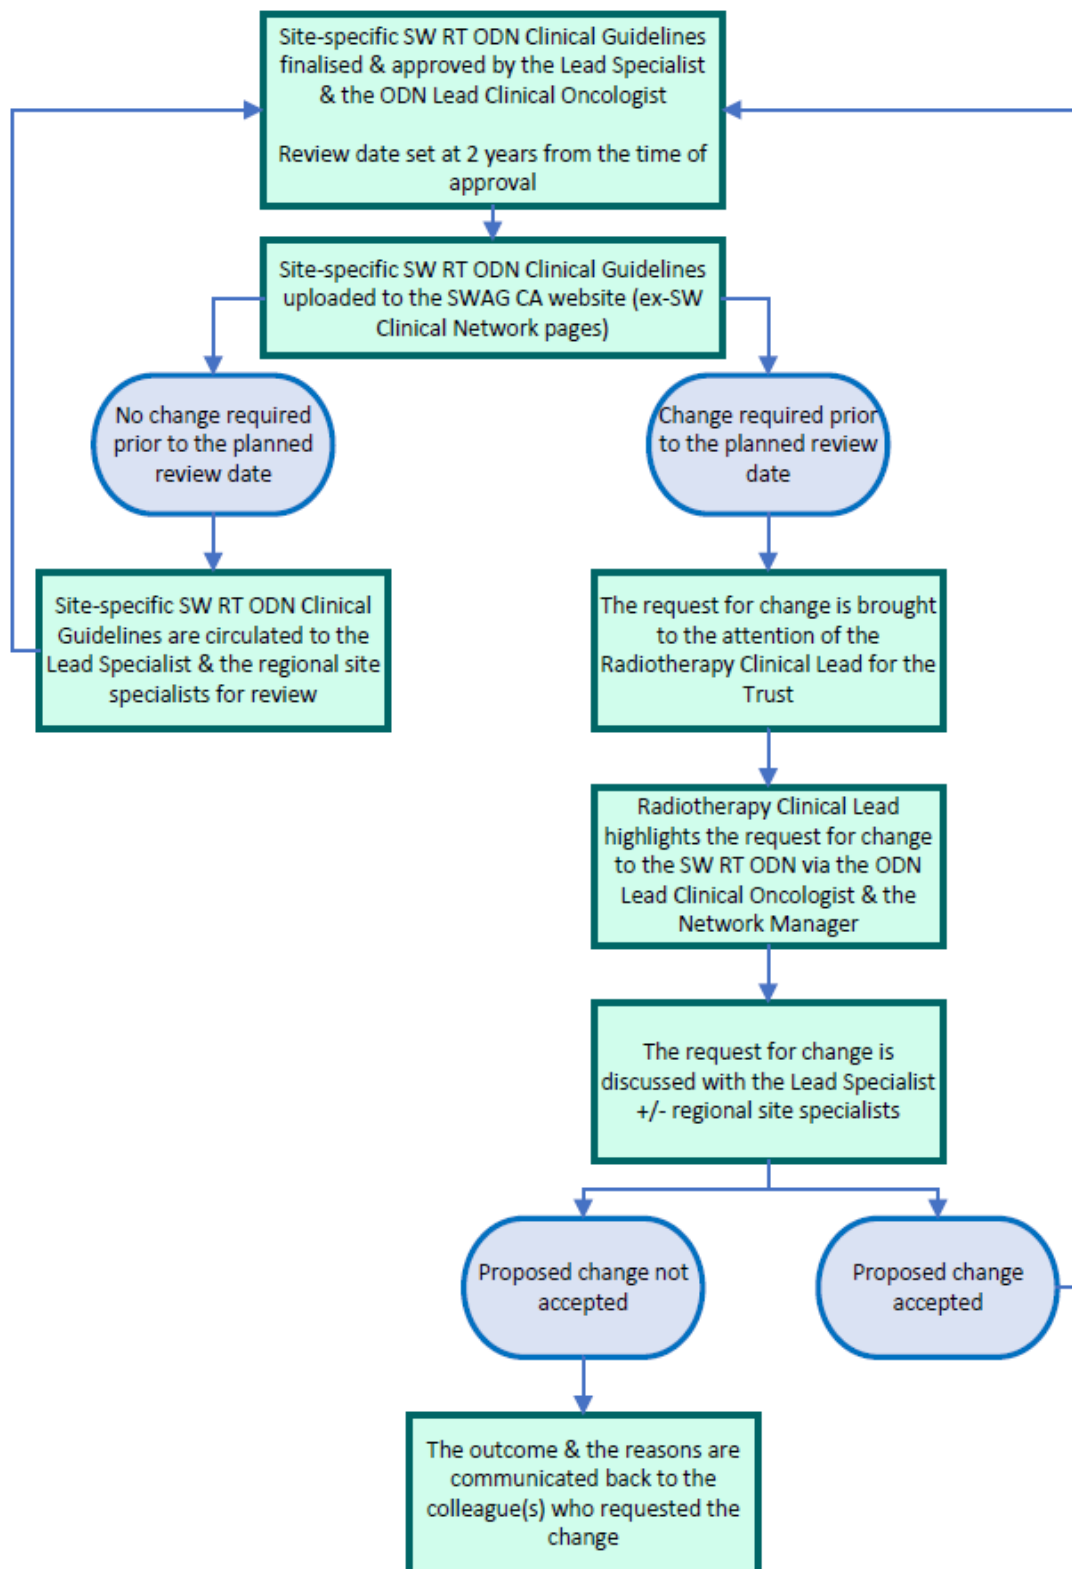 Site-specific SW RT ODN Clinical Guidelines
finalised & approved by the Lead Specialist
& the ODN Lead Clinical Oncologist
Review date set at 2 years from the time of
approval
Site-specific SW RT ODN Clinical Guidelines
uploaded to the SWAG CA website (ex-SW
Clinical Network pages)
No change required
prior to the planned
review date
Change required prior
to the planned review
date
Site-specific SW RT ODN Clinical
Guidelines are circulated to the
Lead Specialist & the regional site
specialists for review
The request for change is brought
to the attention of the
Radiotherapy Clinical Lead for the
Trust
Radiotherapy Clinical Lead
highlights the request for change
to the SW RT ODN via the ODN
Lead Clinical Oncologist & the
Network Manager
The request for change is
discussed with the Lead Specialist
+/- regional site specialists
Proposed change not
accepted
Proposed change
accepted
The outcome & the reasons are
communicated back to the
colleague(s) who requested the
change